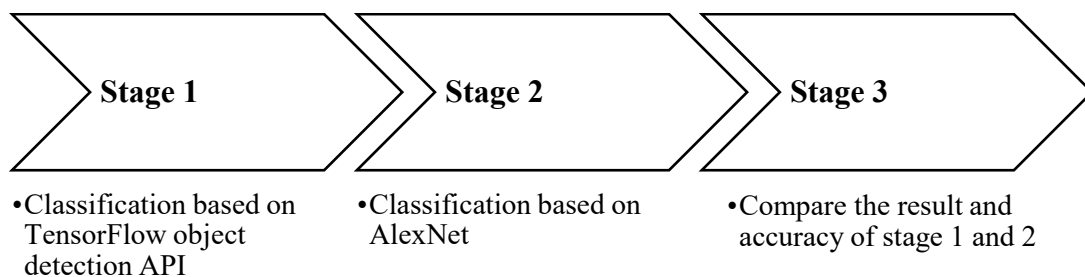 Stage 1
Stage 2
Stage 3
•Classification based on
TensorFlow object
detection API
•Classification based on
AlexNet
•Compare the result and
accuracy of stage 1 and 2